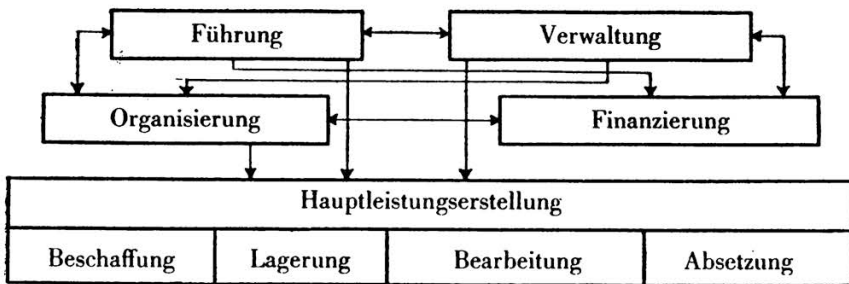 Führung Verwaltung
Organisierung Finanzierung
Hauptleistungserstellung
Beschaffung Lagerung Bearbeitung Absetzung